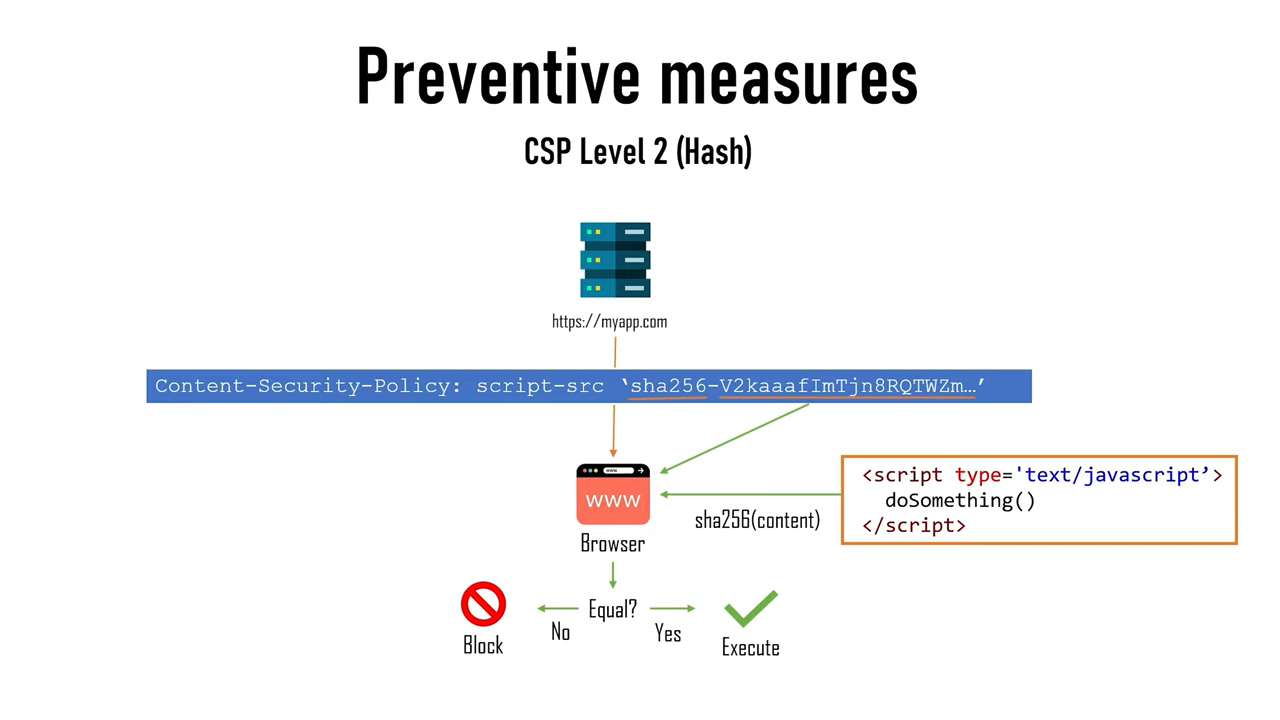 Preventive measures
CSP Level 2 (Hash)
https://myapp.com
Content-Security-Policy: script-src ‘sha256-V2kaaafImTjn8RQTWZm…’
www
WWW
<script type='text/javascript’>
doSomething()
</script>
sha256(content)
Browser
Equal?
No
Yes
Block
Execute